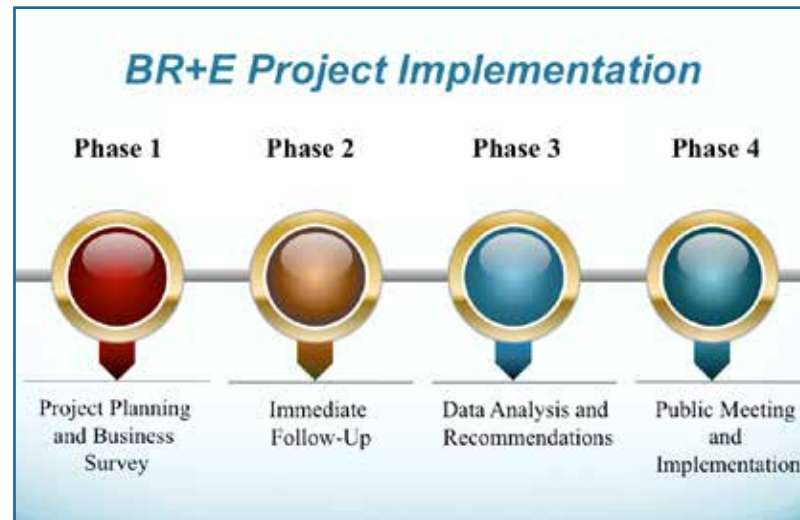 BR+E Project Implementation
Phase 1
Phase 2
Phase 3
Phase 4
Project Planning
and Business
Survey
Immediate
Follow-Up
Data Analysis and
Recommendations
Public Meeting
and
Implementation